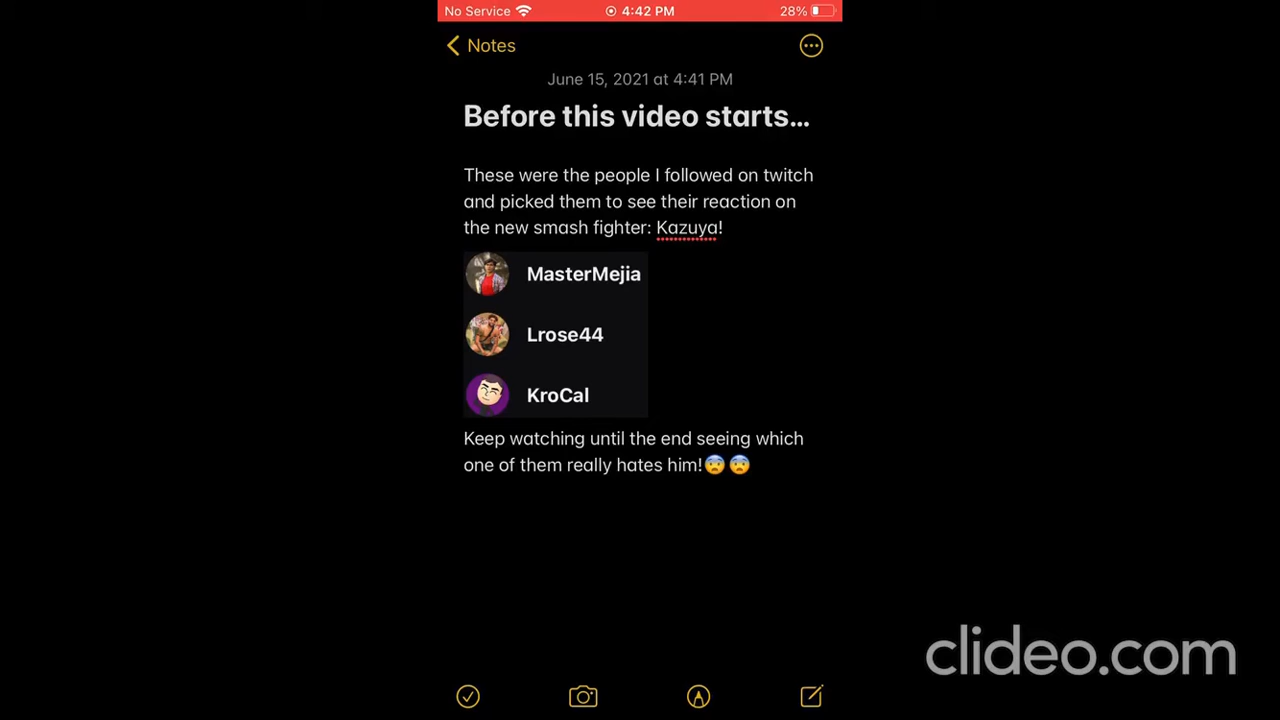 No Service 4:42 PM 28%
Notes
June 15, 2021 at 4:41 PM
Before this video starts...
These were the people I followed on twitch
and picked them to see their reaction on
the new smash fighter: Kazuya!
MasterMejia
Lrose44
KroCal
Keep watching until the end seeing which
one of them really hates him!😨😨
clideo.com